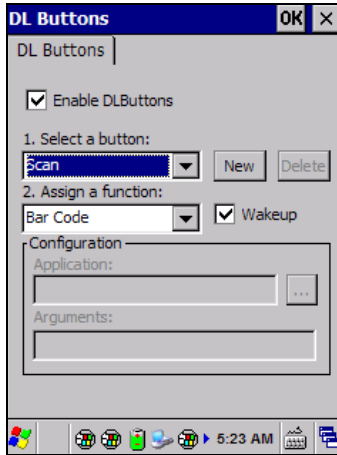 DL Buttons OK ×
DL Buttons
Enable DLButtons
1. Select a button:
Scan New Delete
2. Assign a function:
Bar Code Wakeup
Configuration
Application:
...
Arguments:
5:23 AM